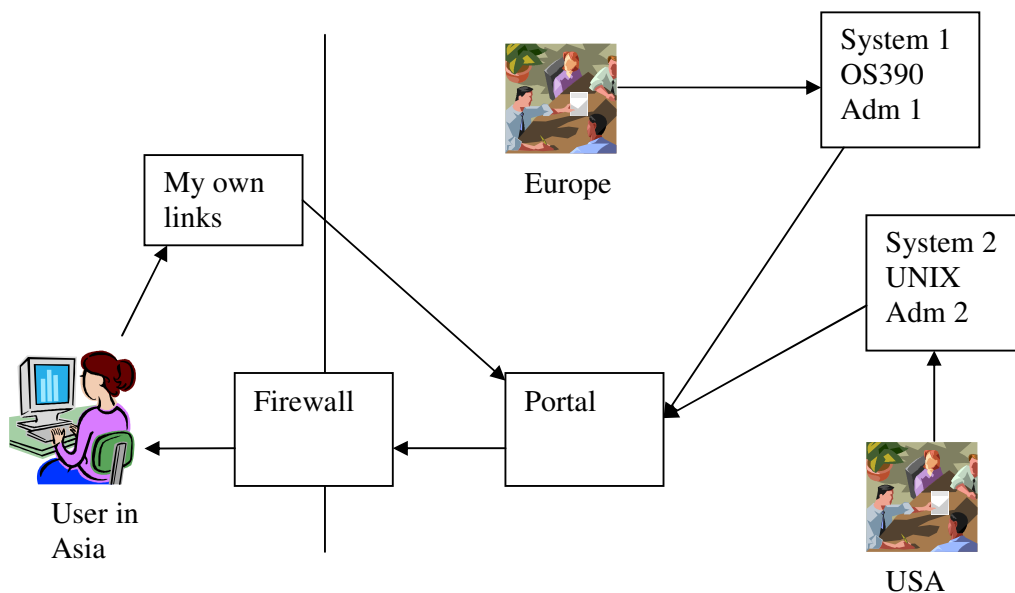 System 1
OS390
Adm 1
Europe
My own
links
System 2
UNIX
Adm 2
Firewall
Portal
User in
Asia
USA